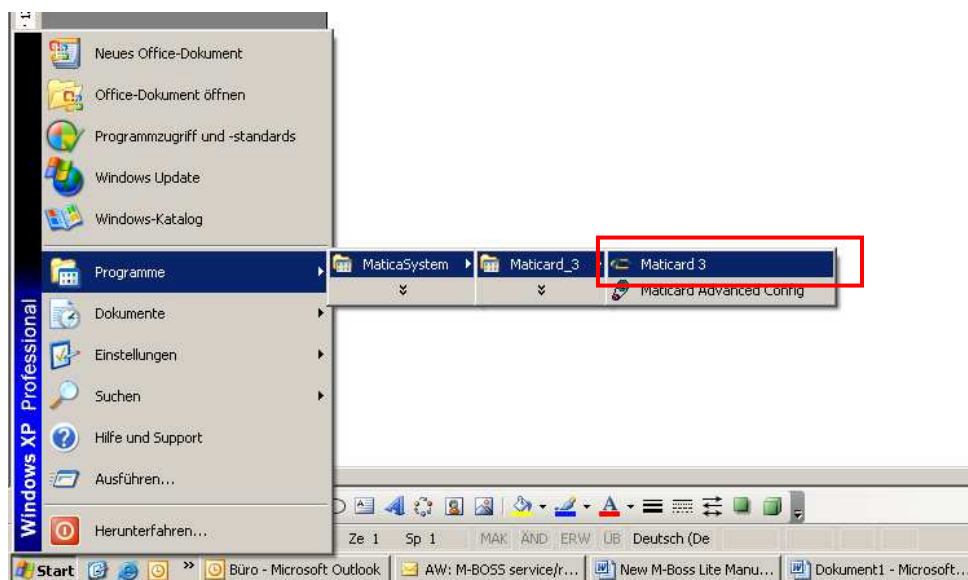 Neues Office-Dokument
Office-Dokument öffnen
Programmzugriff und -standards
Windows Update
Windows-Katalog
Programme
MaticaSystem
Maticard_3
Maticard 3
Maticard Advanced Config
Dokumente
Einstellungen
Suchen
Hilfe und Support
Ausführen...
Herunterfahren...
Windows XP Professional
Ze 1 Sp 1 MAK ÄND ERW ÜB Deutsch (De
Start
Büro - Microsoft Outlook
AW: M-BOSS service/r...
New M-Boss Lite Manu...
Dokument1 - Microsoft...